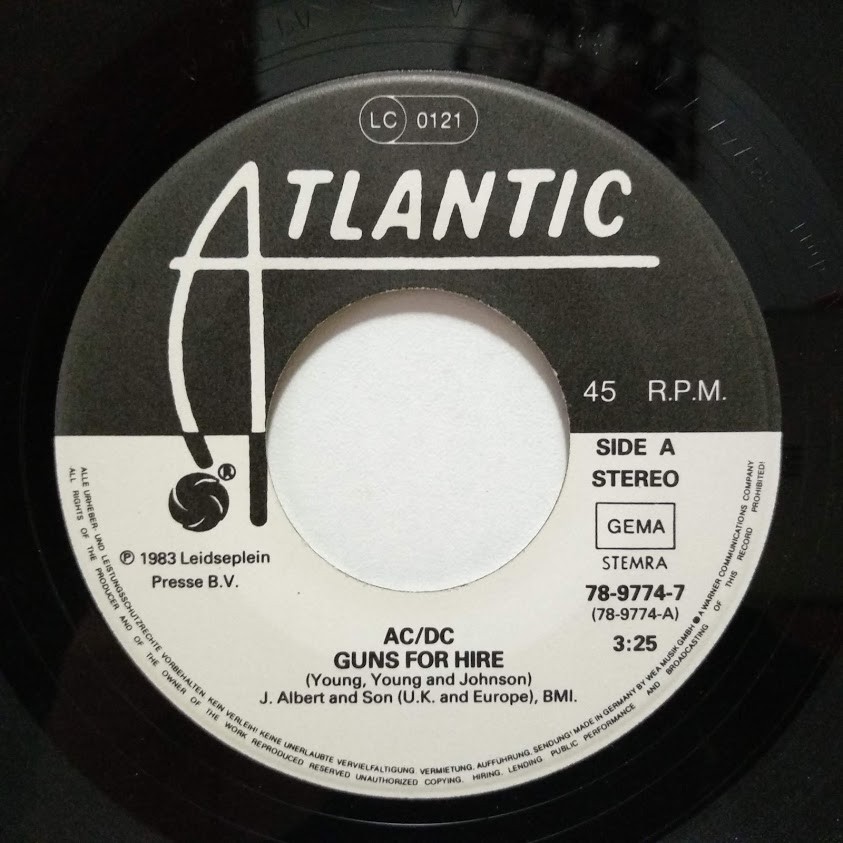 LC 0121
ATLANTIC
45 R.P.M.
SIDE A
STEREO
®
GEMA
STEMRA
℗ 1983 Leidseplein
Presse B.V.
78-9774-7
(78-9774-A)
3:25
AC/DC
GUNS FOR HIRE
(Young, Young and Johnson)
J. Albert and Son (U.K. and Europe), BMI.
ALLE URHEBER- UND LEISTUNGSSCHUTZRECHTE VORBEHALTEN. KEIN VERLEIH! KEINE UNERLAUBTE VERVIELFÄLTIGUNG, VERMIETUNG, AUFFÜHRUNG, SENDUNG! MADE IN GERMANY BY WEA MUSIK GMBH ● A WARNER COMMUNICATIONS COMPANY
ALL RIGHTS OF THE PRODUCER AND OF THE OWNER OF THE WORK REPRODUCED RESERVED UNAUTHORIZED COPYING, HIRING, LENDING PUBLIC PERFORMANCE AND BROADCASTING OF THIS RECORD PROHIBITED!